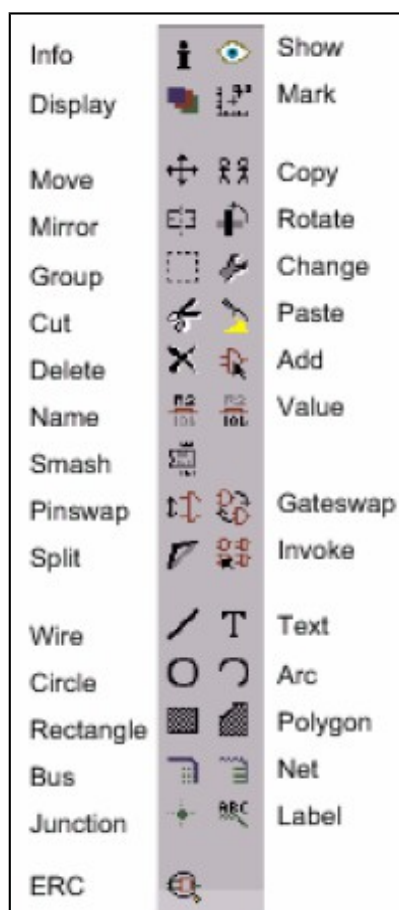 Info Show
Display Mark
Move Copy
Mirror Rotate
Group Change
Cut Paste
Delete Add
Name Value
Smash
Pinswap Gateswap
Split Invoke
Wire T Text
Circle Arc
Rectangle Polygon
Bus Net
Junction ABC Label
ERC